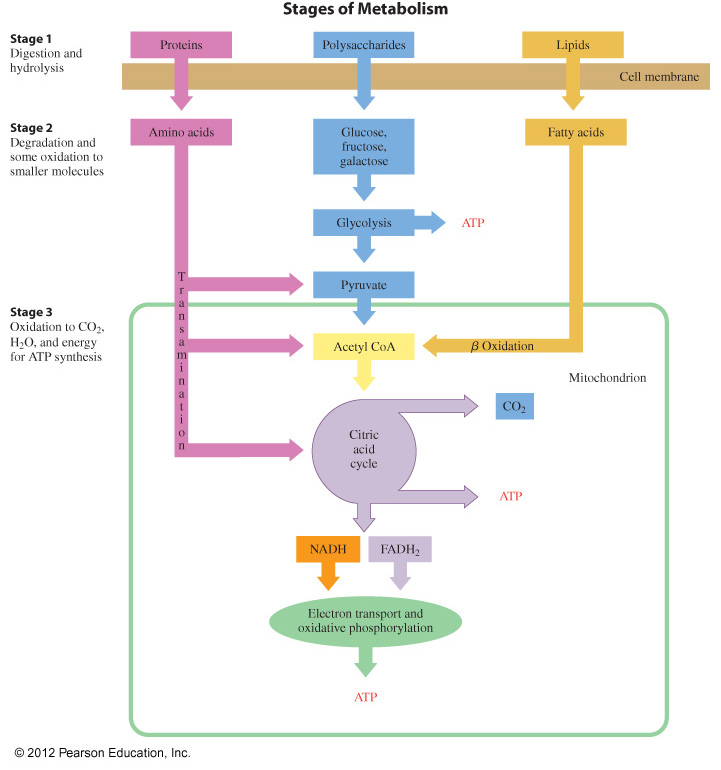 Stages of Metabolism
Stage 1
Digestion and
hydrolysis
Proteins
Polysaccharides
Lipids
Cell membrane
Stage 2
Degradation and
some oxidation to
smaller molecules
Amino acids
Glucose,
fructose,
galactose
Fatty acids
Glycolysis
ATP
Pyruvate
Transamination
Stage 3
Oxidation to CO₂,
H₂O, and energy
for ATP synthesis
Acetyl CoA
β Oxidation
Mitochondrion
CO₂
Citric
acid
cycle
ATP
NADH
FADH₂
Electron transport and
oxidative phosphorylation
ATP
© 2012 Pearson Education, Inc.